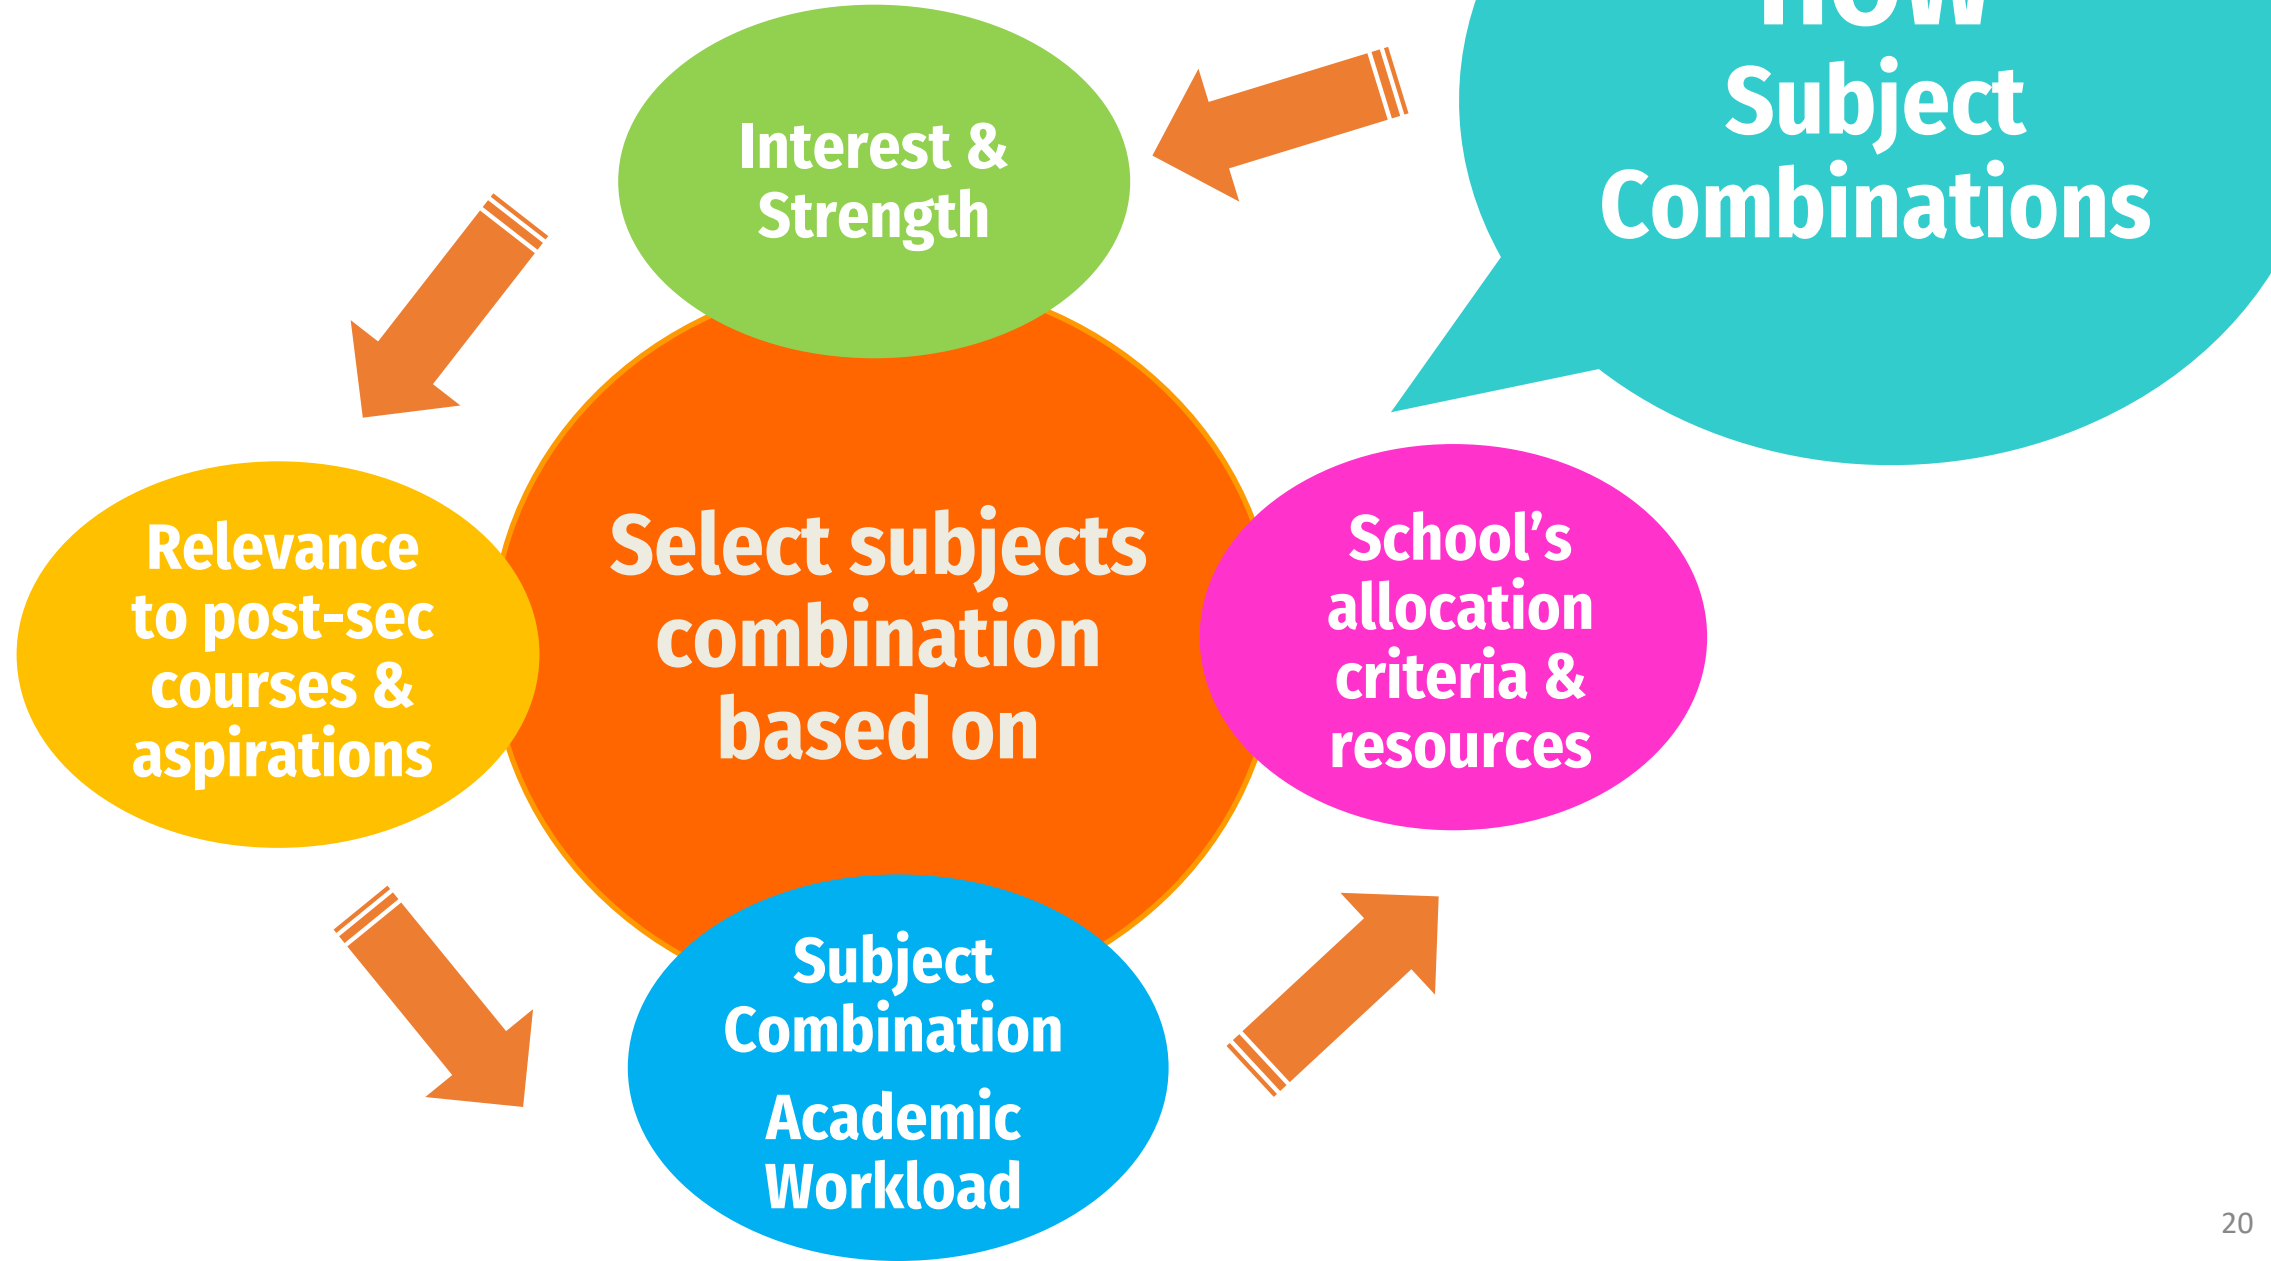 Subject
Combinations
Interest &
Strength
Select subjects
combination
based on
Relevance
to post-sec
courses &
aspirations
School's
allocation
criteria &
resources
Subject
Combination
Academic
Workload
20